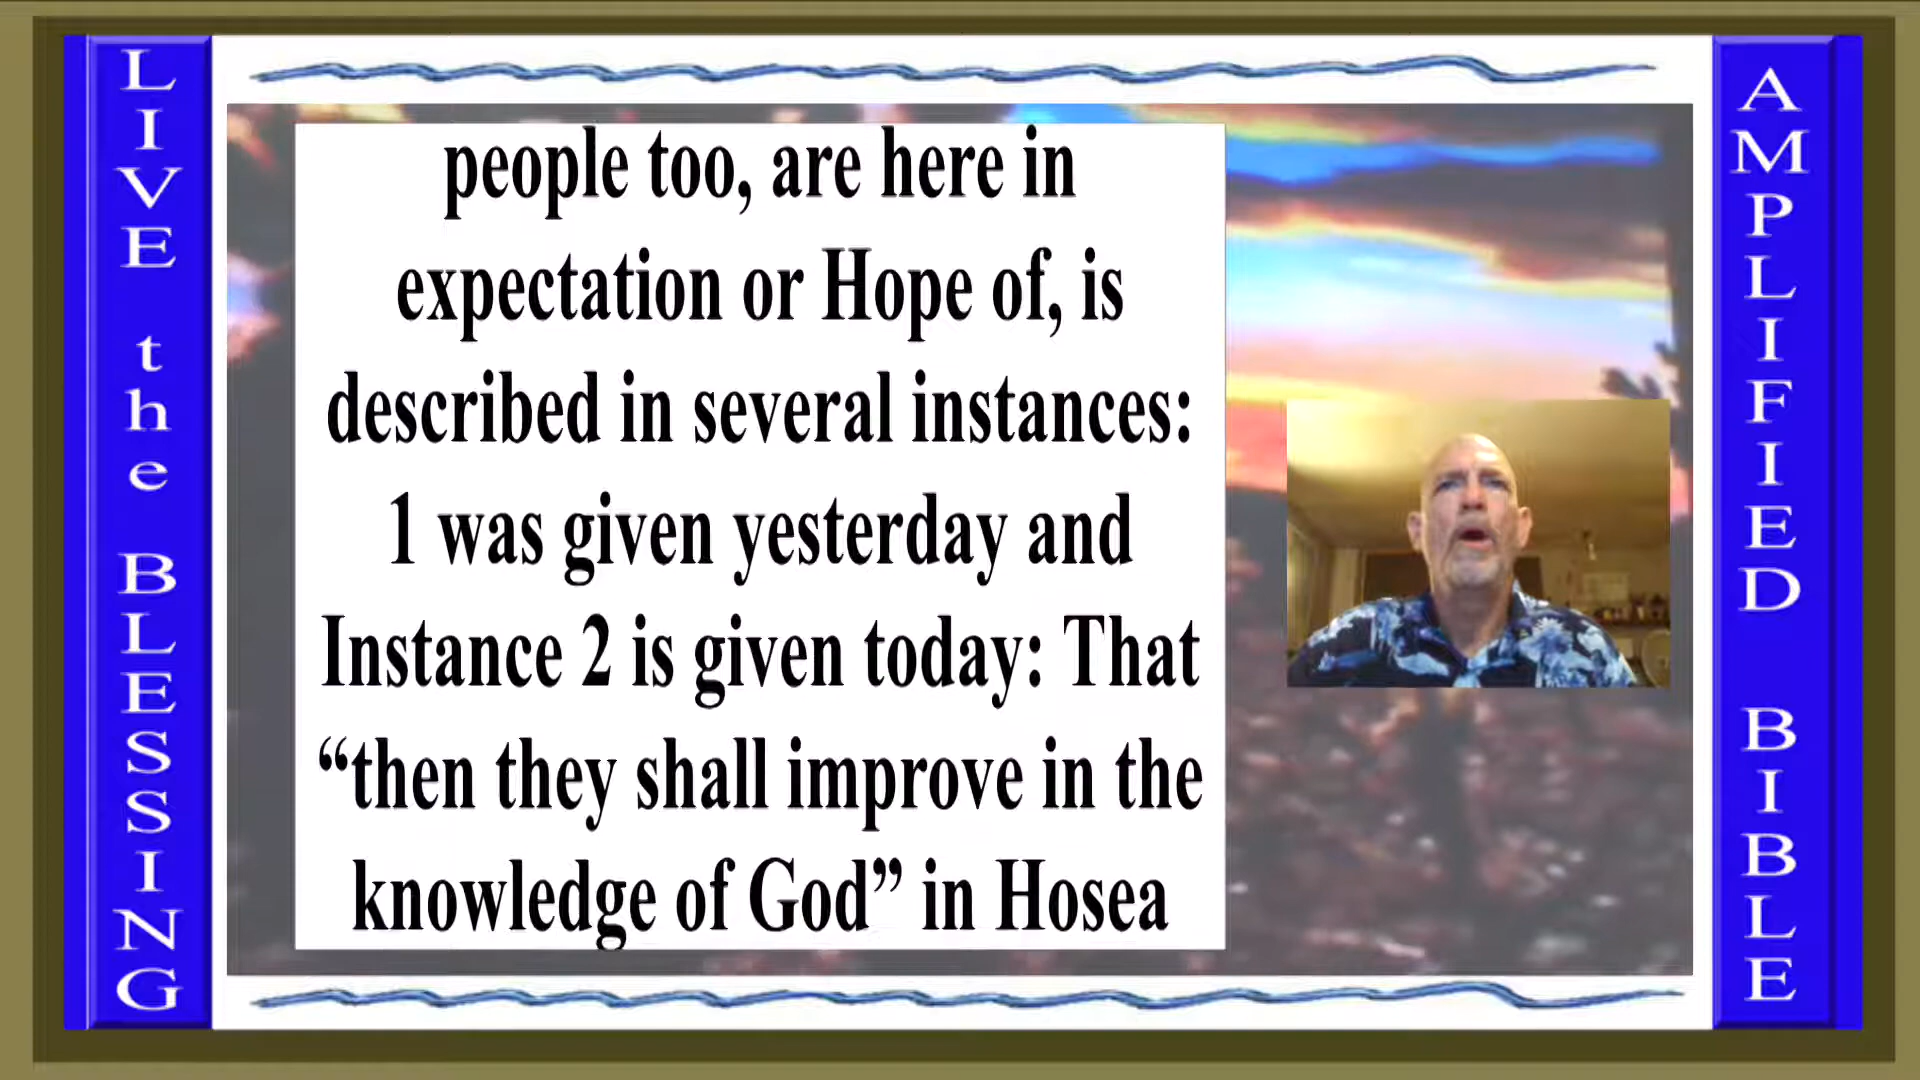 LIVE the BLESSING
people too, are here in
expectation or Hope of, is
described in several instances:
1 was given yesterday and
Instance 2 is given today: That
“then they shall improve in the
knowledge of God” in Hosea
AMPLIFIED BIBLE